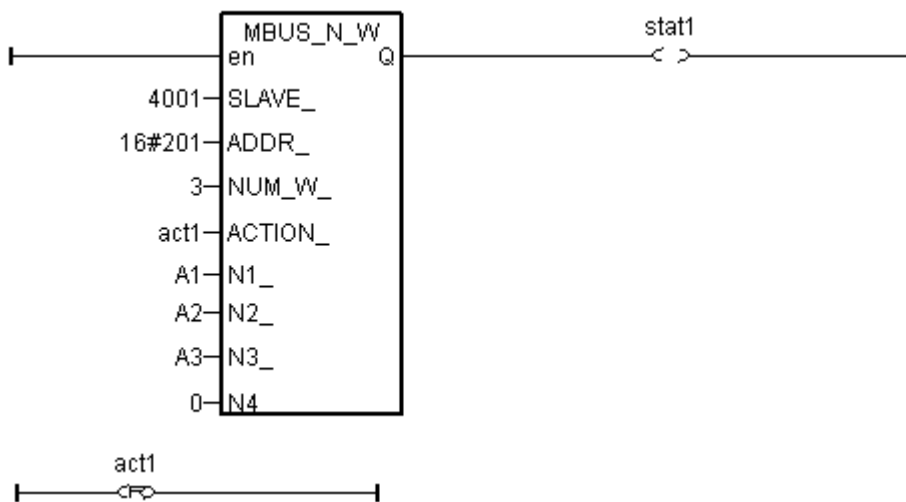 MBUS_N_W
stat1
en Q
4001 SLAVE_
16#201 ADDR_
3 NUM_W_
act1 ACTION_
A1 N1_
A2 N2_
A3 N3_
0 N4
act1
R